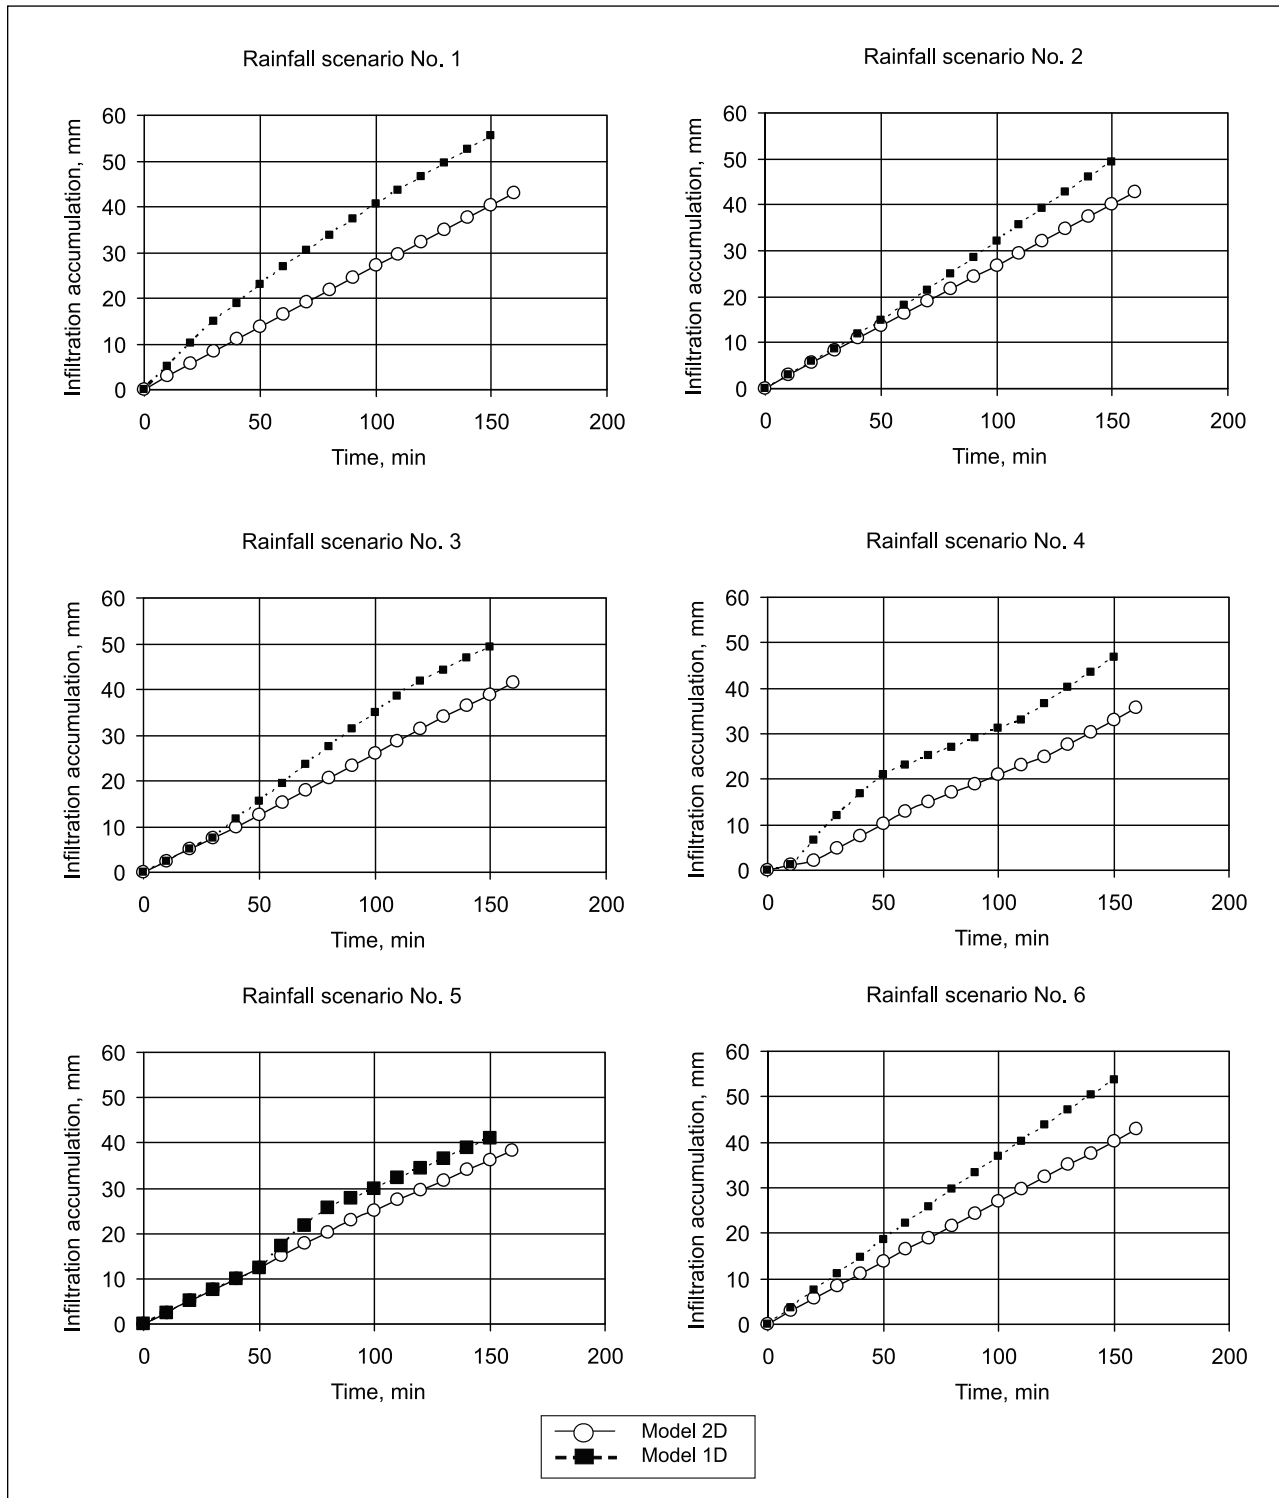 Rainfall scenario No. 1
Infiltration accumulation, mm
60
50
40
30
20
10
0
0 50 100 150 200
Time, min
Rainfall scenario No. 2
Infiltration accumulation, mm
60
50
40
30
20
10
0
0 50 100 150 200
Time, min
Rainfall scenario No. 3
Infiltration accumulation, mm
60
50
40
30
20
10
0
0 50 100 150 200
Time, min
Rainfall scenario No. 4
Infiltration accumulation, mm
60
50
40
30
20
10
0
0 50 100 150 200
Time, min
Rainfall scenario No. 5
Infiltration accumulation, mm
60
50
40
30
20
10
0
0 50 100 150 200
Time, min
Rainfall scenario No. 6
Infiltration accumulation, mm
60
50
40
30
20
10
0
0 50 100 150 200
Time, min
Model 2D
Model 1D